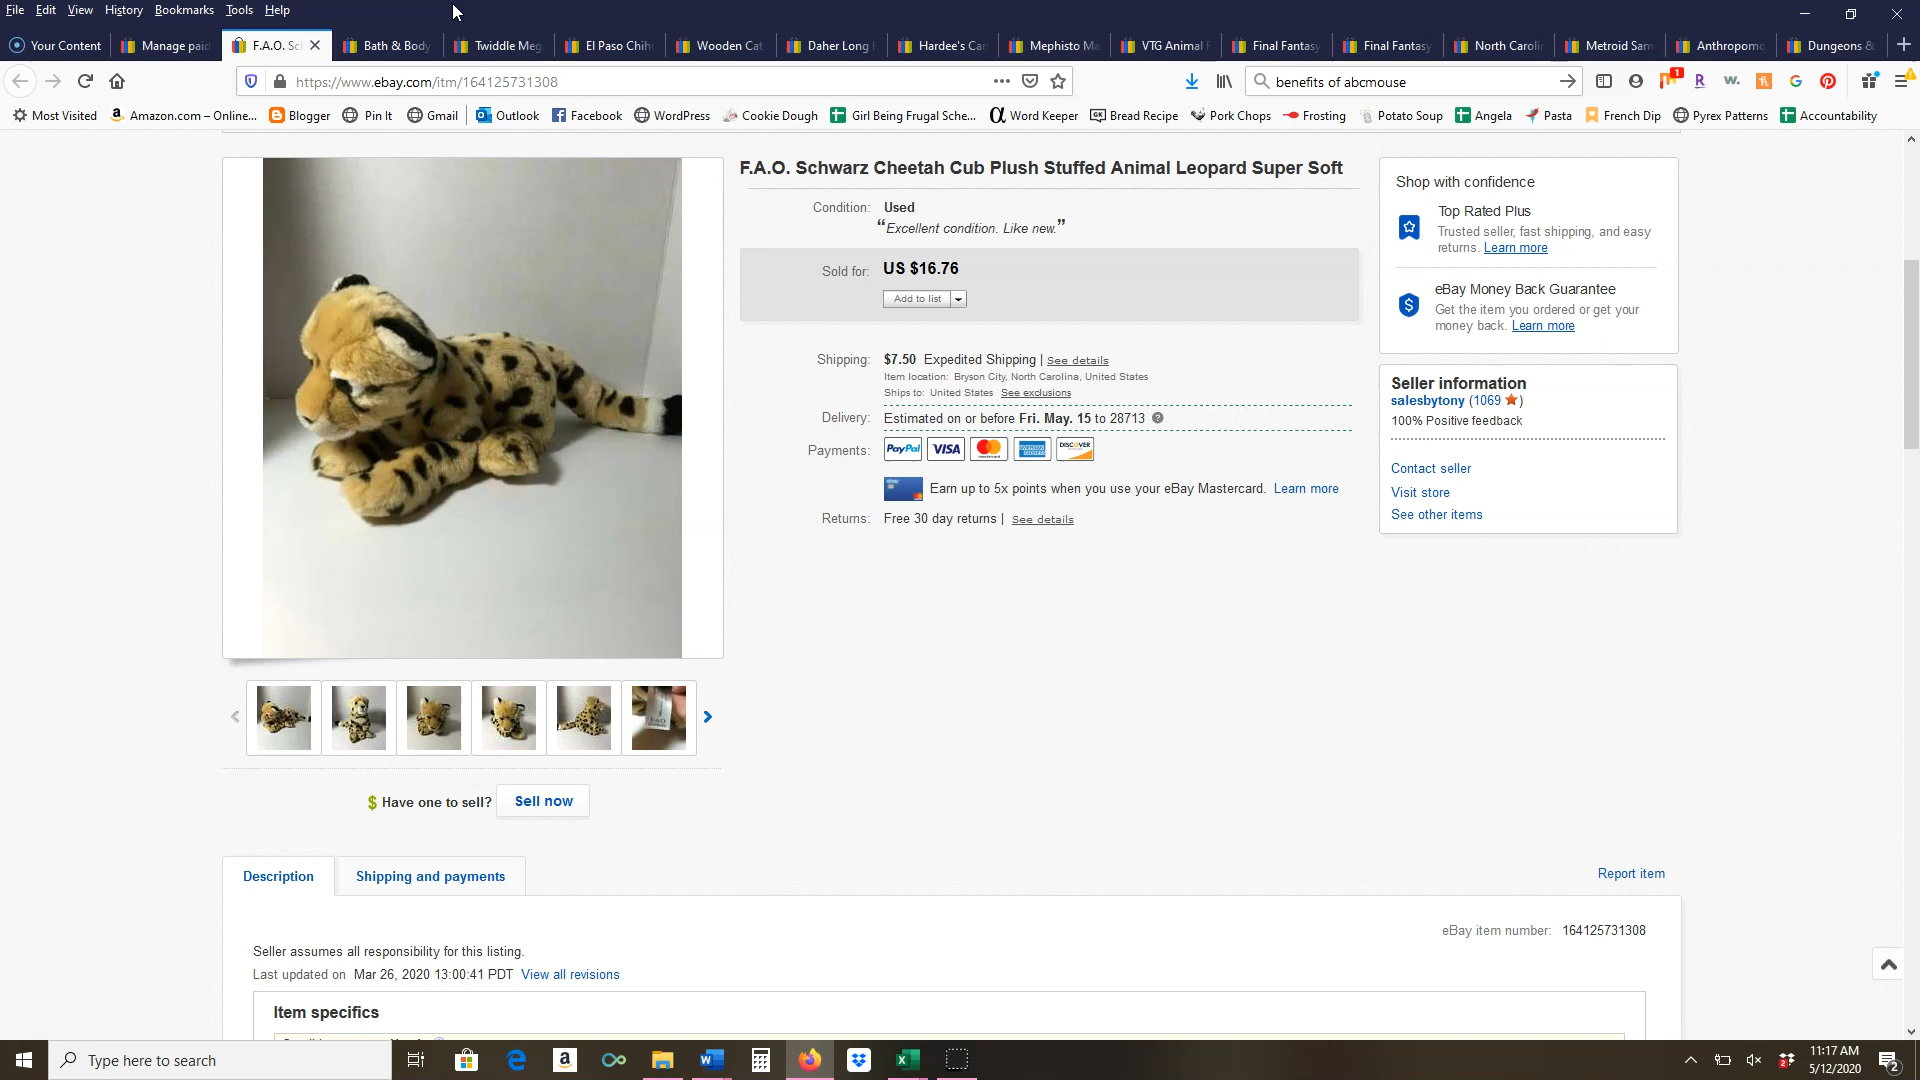 File Edit View History Bookmarks Tools Help
Your Content
Manage paid
F.A.O. Sc
Bath & Body
Twiddle Meg
El Paso Chih
Wooden Cat
Daher Long
Hardee's Ca
Mephisto Ma
VTG Animal F
Final Fantasy
Final Fantasy
North Caroli
Metroid Sam
Anthropomo
Dungeons &
https://www.ebay.com/itm/164125731308
benefits of abcmouse
1
Most Visited
Amazon.com – Online...
Blogger
Pin It
Gmail
Outlook
Facebook
WordPress
Cookie Dough
Girl Being Frugal Sche...
Word Keeper
Bread Recipe
Pork Chops
Frosting
Potato Soup
Angela
Pasta
French Dip
Pyrex Patterns
Accountability
F.A.O. Schwarz Cheetah Cub Plush Stuffed Animal Leopard Super Soft
Condition: Used
“Excellent condition. Like new.”
Sold for: US $16.76
Add to list
Shipping: $7.50 Expedited Shipping | See details
Item location: Bryson City, North Carolina, United States
Ships to: United States See exclusions
Delivery: Estimated on or before Fri. May. 15 to 28713
Payments: PayPal VISA mastercard AMERICAN EXPRESS DISCOVER
Earn up to 5x points when you use your eBay Mastercard. Learn more
Returns: Free 30 day returns | See details
Shop with confidence
Top Rated Plus
Trusted seller, fast shipping, and easy
returns. Learn more
eBay Money Back Guarantee
Get the item you ordered or get your
money back. Learn more
Seller information
salesbytony (1069 )
100% Positive feedback
Contact seller
Visit store
See other items
F.A.O.
$ Have one to sell? Sell now
Description
Shipping and payments
Report item
eBay item number: 164125731308
Seller assumes all responsibility for this listing.
Last updated on Mar 26, 2020 13:00:41 PDT View all revisions
Item specifics
Type here to search
11:17 AM
5/12/2020
2